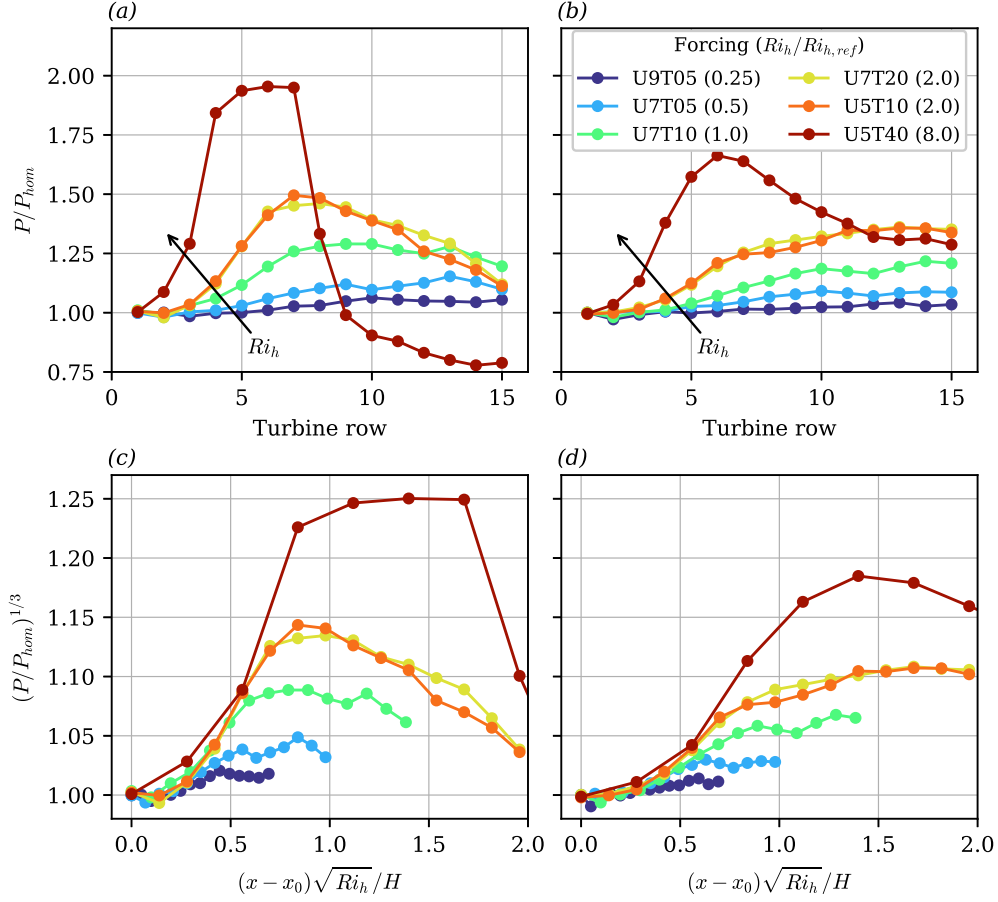 (a)
(b)
P/P_hom
2.00
1.75
1.50
1.25
1.00
0.75
0 5 10 15
Turbine row
Ri_h
Forcing (Ri_h/Ri_h,ref)
U9T05 (0.25) U7T20 (2.0)
U7T05 (0.5) U5T10 (2.0)
U7T10 (1.0) U5T40 (8.0)
0 5 10 15
Turbine row
Ri_h
(c)
(d)
(P/P_hom)^1/3
1.25
1.20
1.15
1.10
1.05
1.00
0.0 0.5 1.0 1.5 2.0
(x − x_0)√Ri_h/H
0.0 0.5 1.0 1.5 2.0
(x − x_0)√Ri_h/H